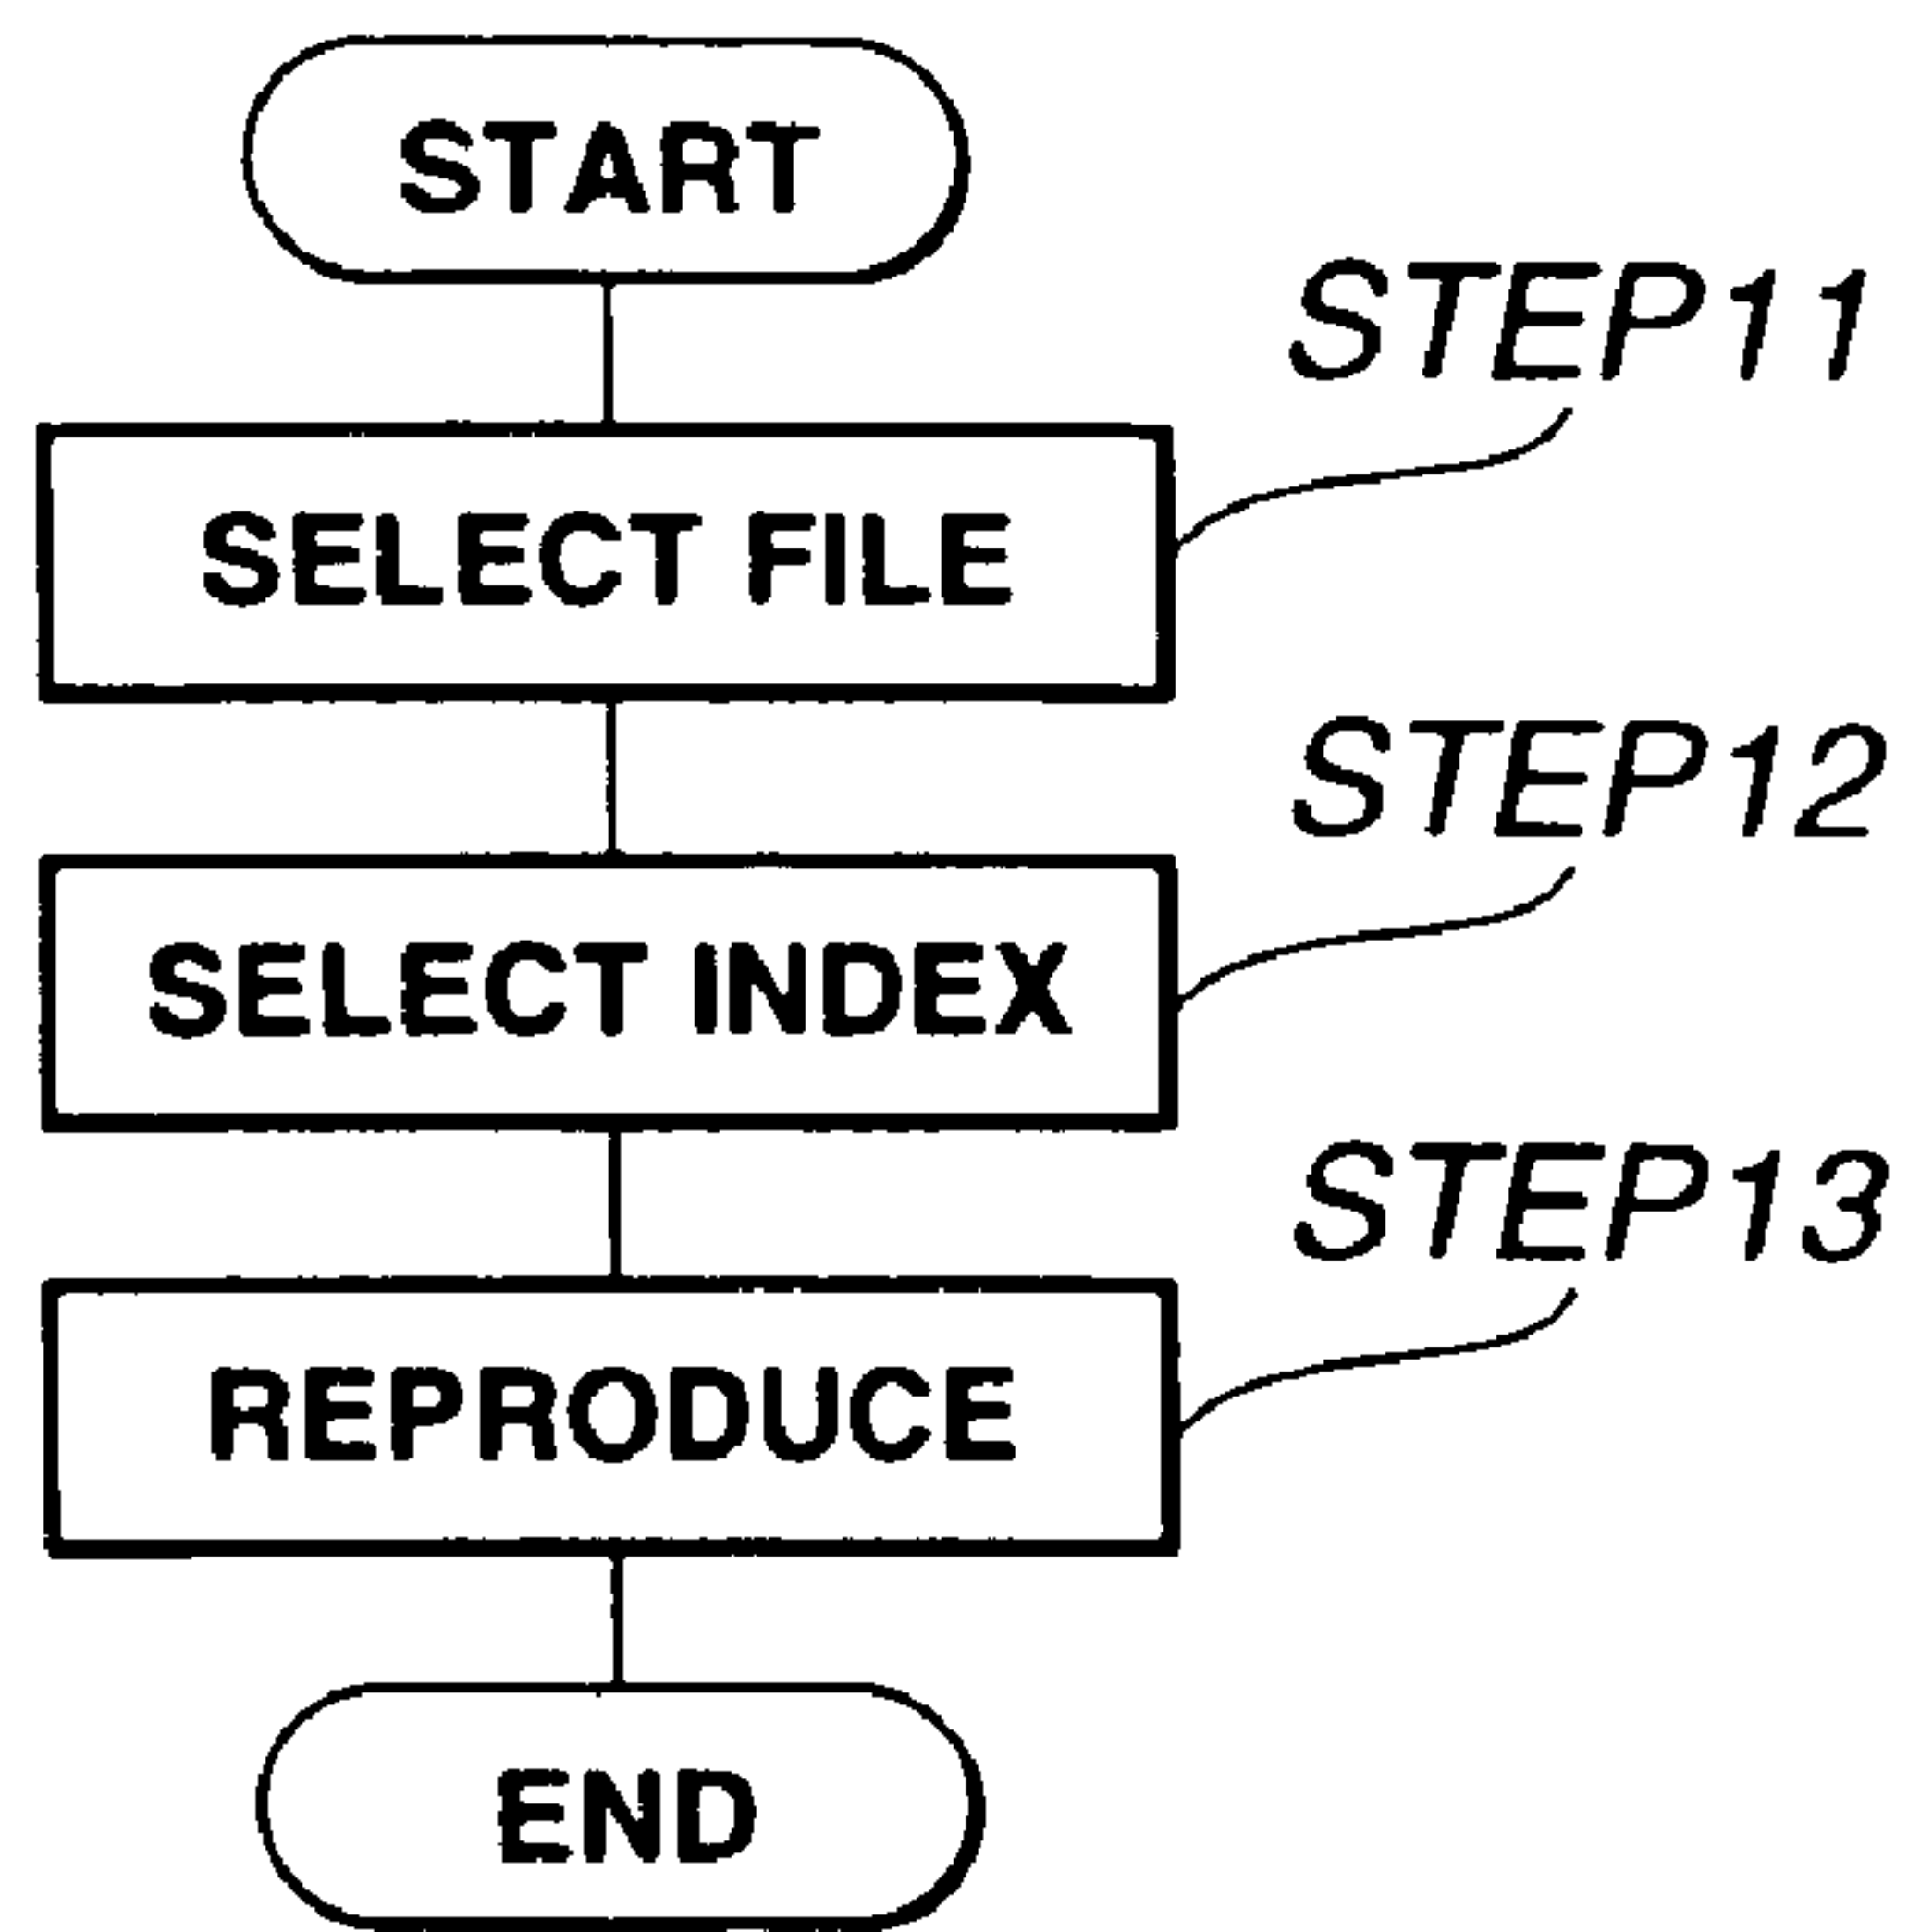 START
STEP11
SELECT FILE
STEP12
SELECT INDEX
STEP13
REPRODUCE
END